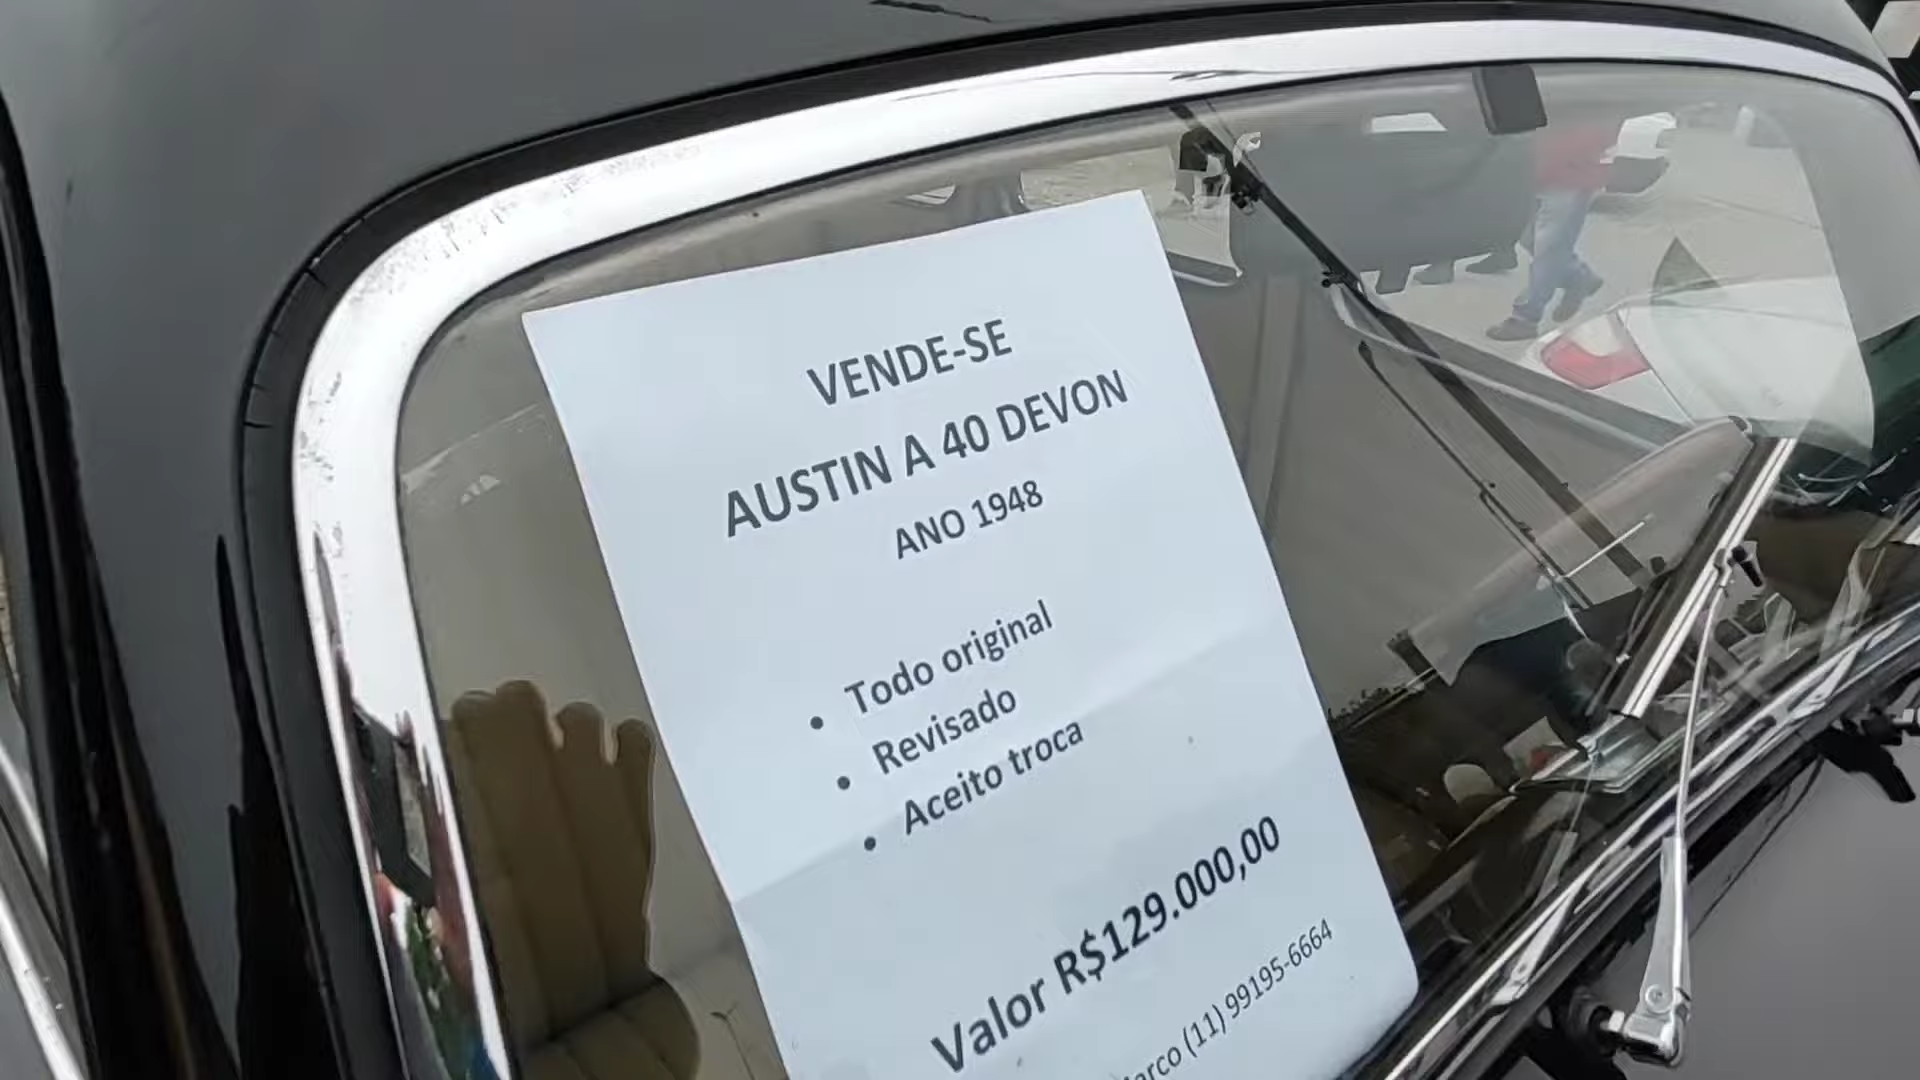 VENDE-SE
AUSTIN A 40 DEVON
ANO 1948
• Todo original
• Revisado
• Aceito troca
Valor R$129.000,00
(11) 99195-6664